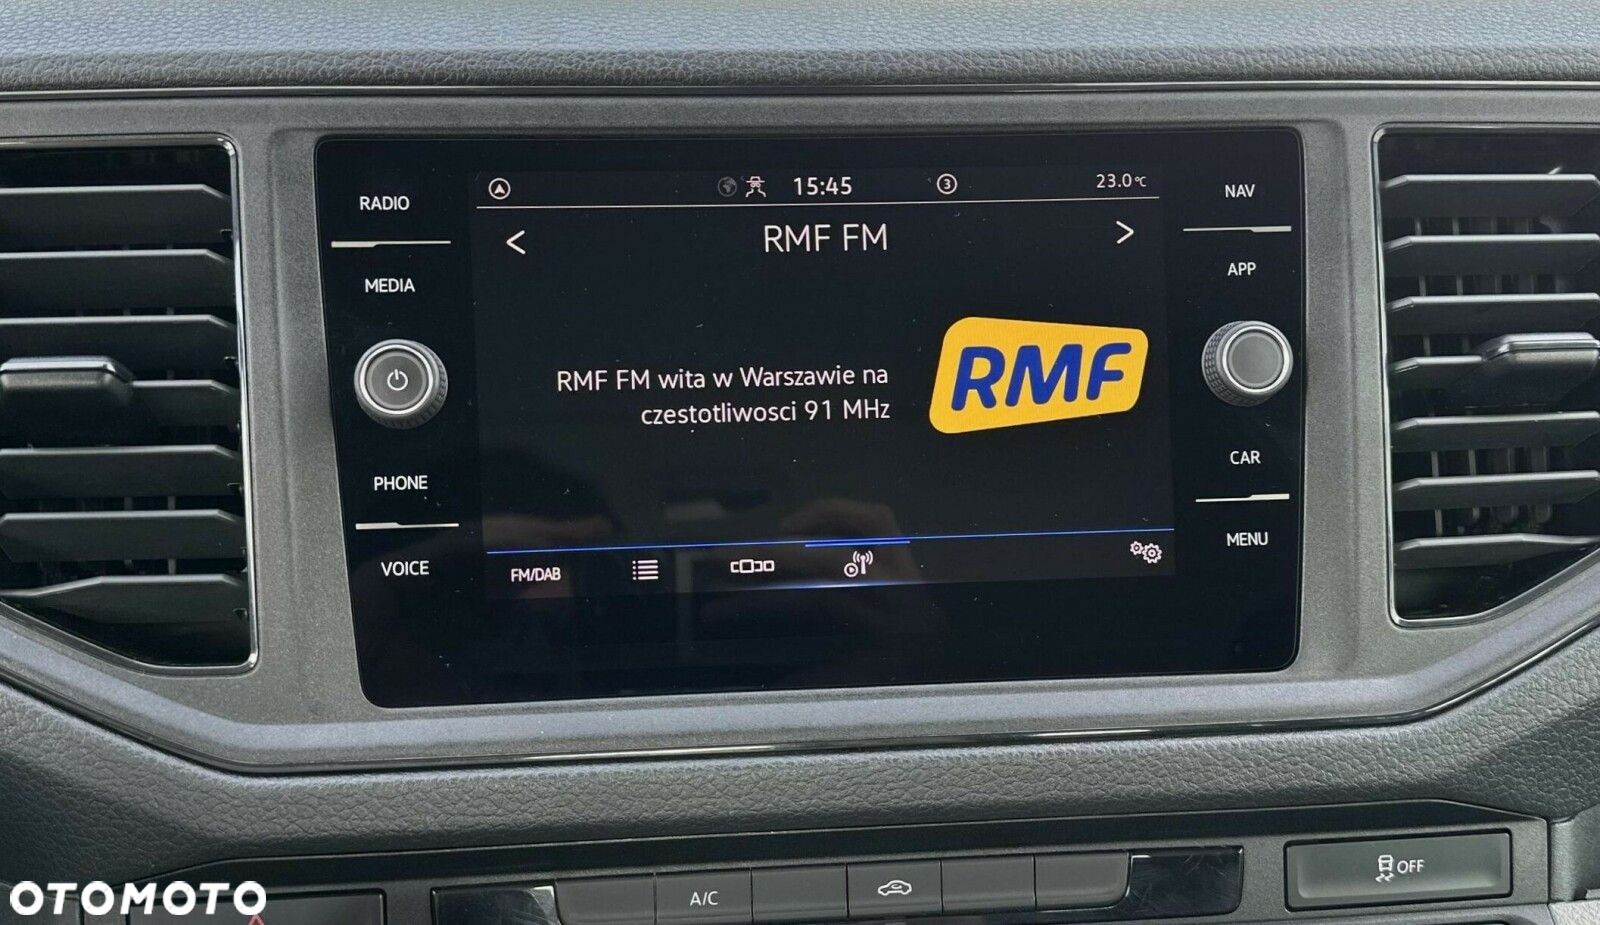 15:45
3
23.0°C
RADIO
NAV
< RMF FM >
MEDIA
APP
RMF FM wita w Warszawie na
czestotliwosci 91 MHz
RMF
PHONE
CAR
VOICE
FM/DAB
MENU
OFF
A/C
OTOMOTO